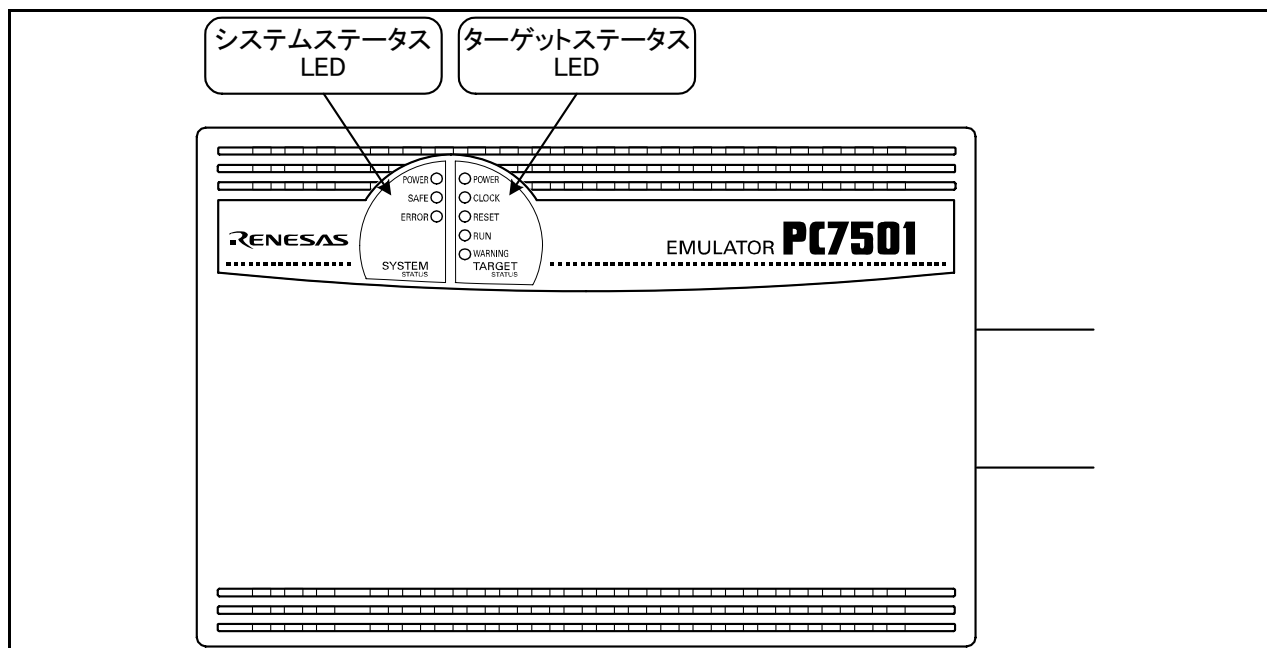 システムステータス
LED
ターゲットステータス
LED
POWER
SAFE
ERROR
SYSTEM
STATUS
POWER
CLOCK
RESET
RUN
WARNING
TARGET
STATUS
RENESAS
EMULATOR PC7501